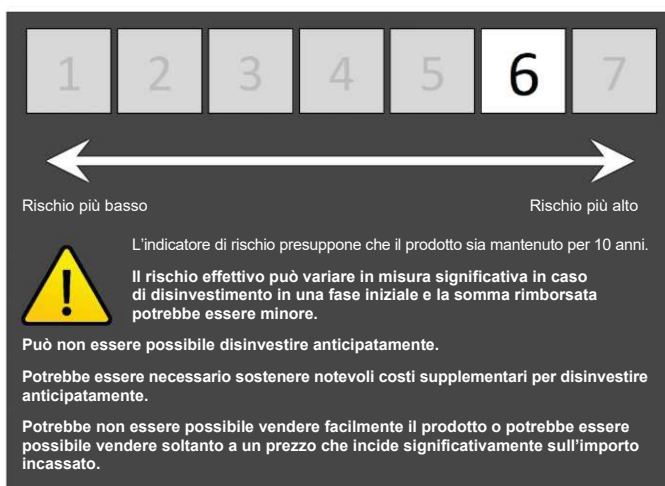 1 2 3 4 5 6 7
Rischio più basso Rischio più alto
L'indicatore di rischio presuppone che il prodotto sia mantenuto per 10 anni.
Il rischio effettivo può variare in misura significativa in caso
di disinvestimento in una fase iniziale e la somma rimborsata
potrebbe essere minore.
Può non essere possibile disinvestire anticipatamente.
Potrebbe essere necessario sostenere notevoli costi supplementari per disinvestire
anticipatamente.
Potrebbe non essere possibile vendere facilmente il prodotto o potrebbe essere
possibile vendere soltanto a un prezzo che incide significativamente sull'importo
incassato.